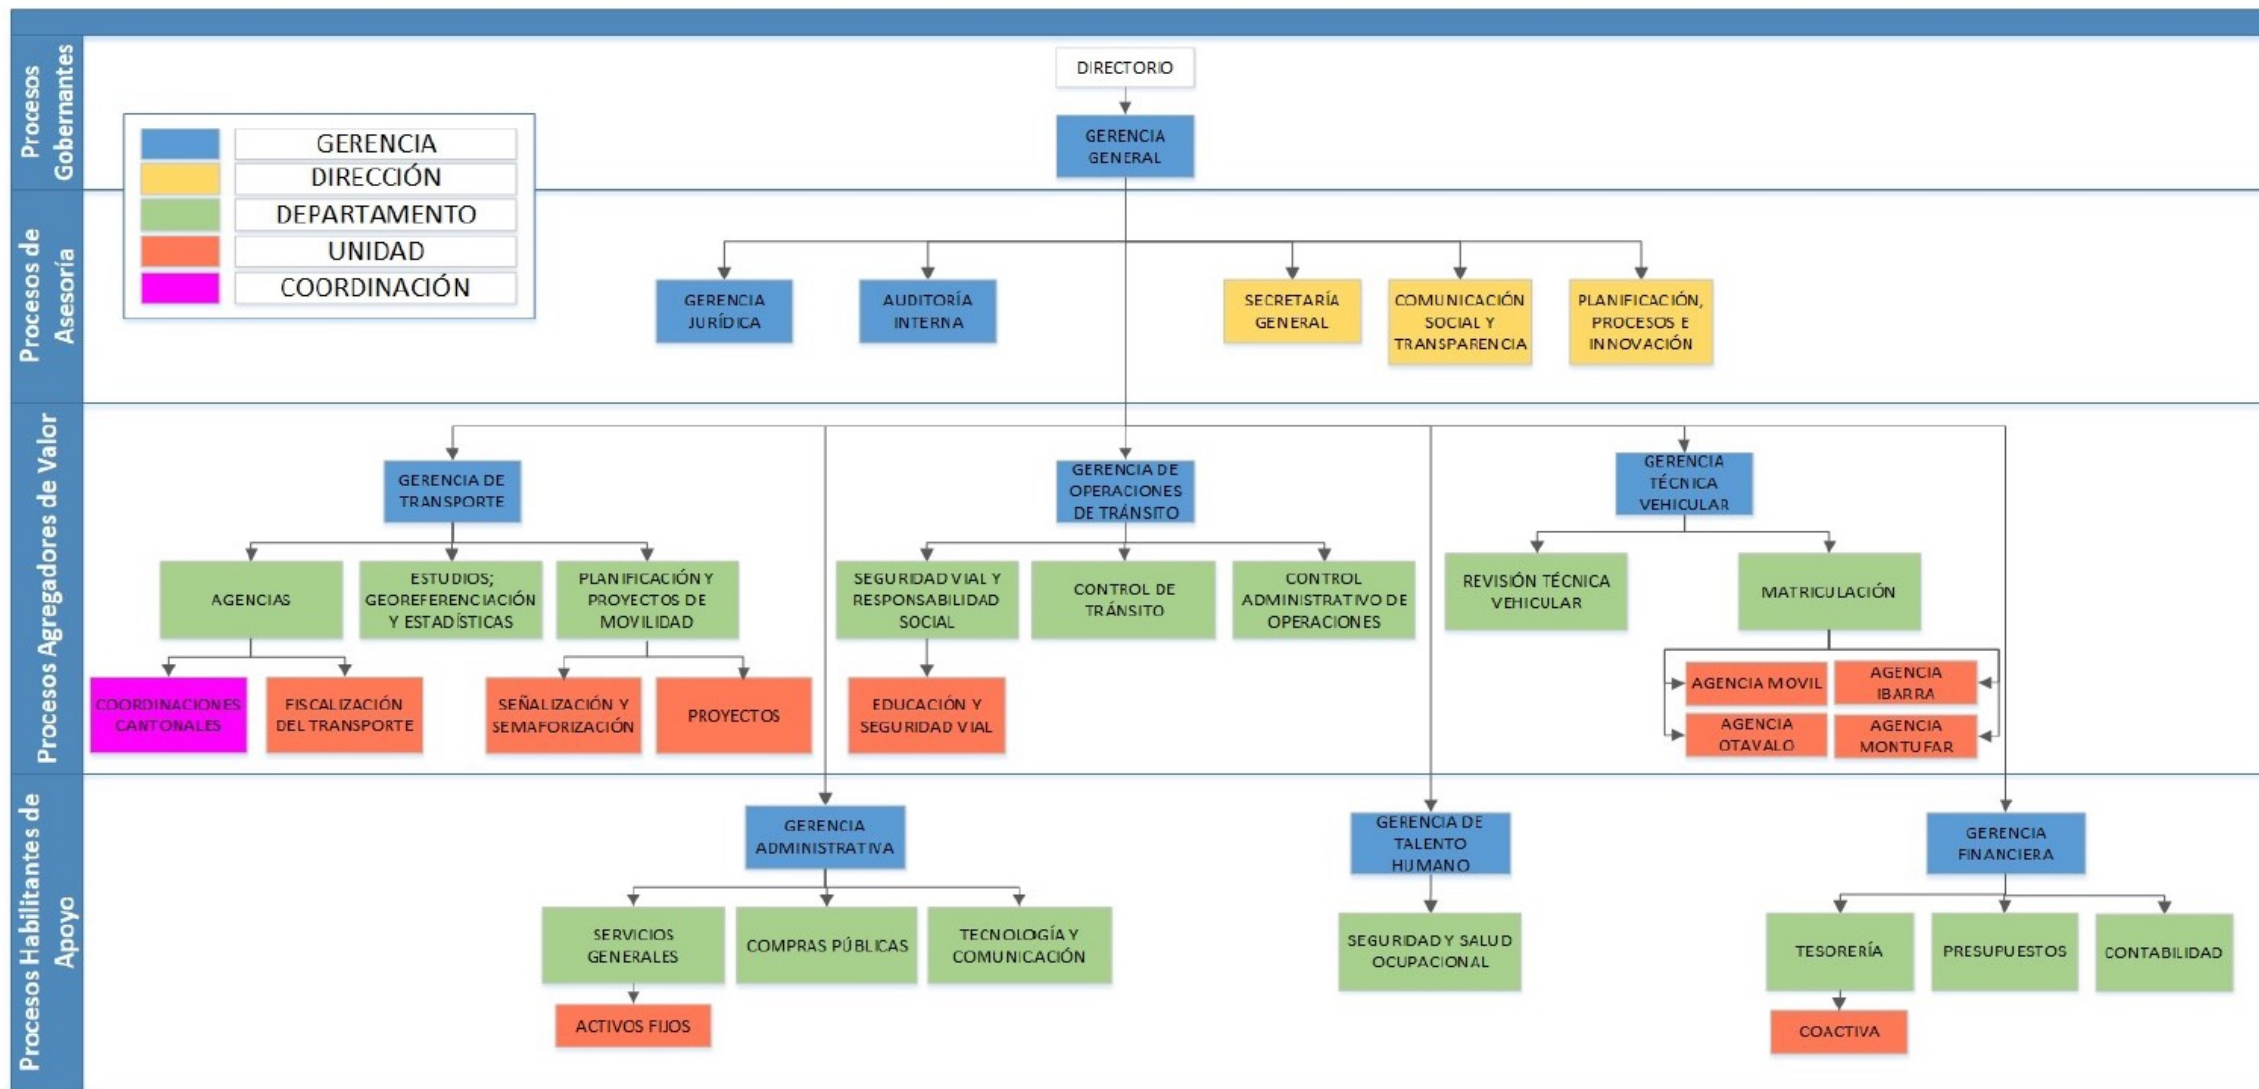 Procesos
Gobernantes
DIRECTORIO
GERENCIA
GENERAL
GERENCIA
DIRECCIÓN
DEPARTAMENTO
UNIDAD
COORDINACIÓN
Procesos de
Asesoría
GERENCIA
JURÍDICA
AUDITORÍA
INTERNA
SECRETARÍA
GENERAL
COMUNICACIÓN
SOCIAL Y
TRANSPARENCIA
PLANIFICACIÓN,
PROCESOS E
INNOVACIÓN
Procesos Agregadores de Valor
GERENCIA DE
TRANSPORTE
GERENCIA DE
OPERACIONES
DE TRÁNSITO
GERENCIA
TÉCNICA
VEHICULAR
AGENCIAS
ESTUDIOS;
GEOREFERENCIACIÓN
Y ESTADÍSTICAS
PLANIFICACIÓN Y
PROYECTOS DE
MOVILIDAD
SEGURIDAD VIAL Y
RESPONSABILIDAD
SOCIAL
CONTROL DE
TRÁNSITO
CONTROL
ADMINISTRATIVO DE
OPERACIONES
REVISIÓN TÉCNICA
VEHICULAR
MATRICULACIÓN
COORDINACIONES
CANTONALES
FISCALIZACIÓN
DEL TRANSPORTE
SEÑALIZACIÓN Y
SEMAFORIZACIÓN
PROYECTOS
EDUCACIÓN Y
SEGURIDAD VIAL
AGENCIA MOVIL
AGENCIA
IBARRA
AGENCIA
OTAVALO
AGENCIA
MONTUFAR
Procesos Habilitantes de
Apoyo
GERENCIA
ADMINISTRATIVA
GERENCIA DE
TALENTO
HUMANO
GERENCIA
FINANCIERA
SERVICIOS
GENERALES
COMPRAS PÚBLICAS
TECNOLOGÍA Y
COMUNICACIÓN
SEGURIDAD Y SALUD
OCUPACIONAL
TESORERÍA
PRESUPUESTOS
CONTABILIDAD
ACTIVOS FIJOS
COACTIVA